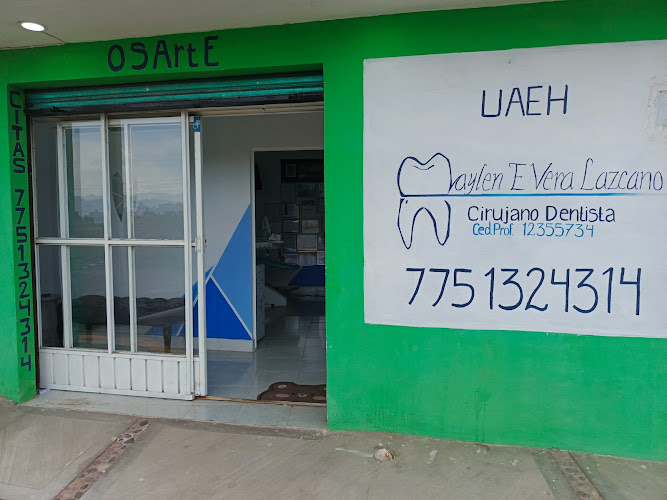 OSArtE
CITAS 7751324314
UAEH
Maylen E Vera Lazcano
Cirujano Dentista
Ced.Prof. 12355734
7751324314